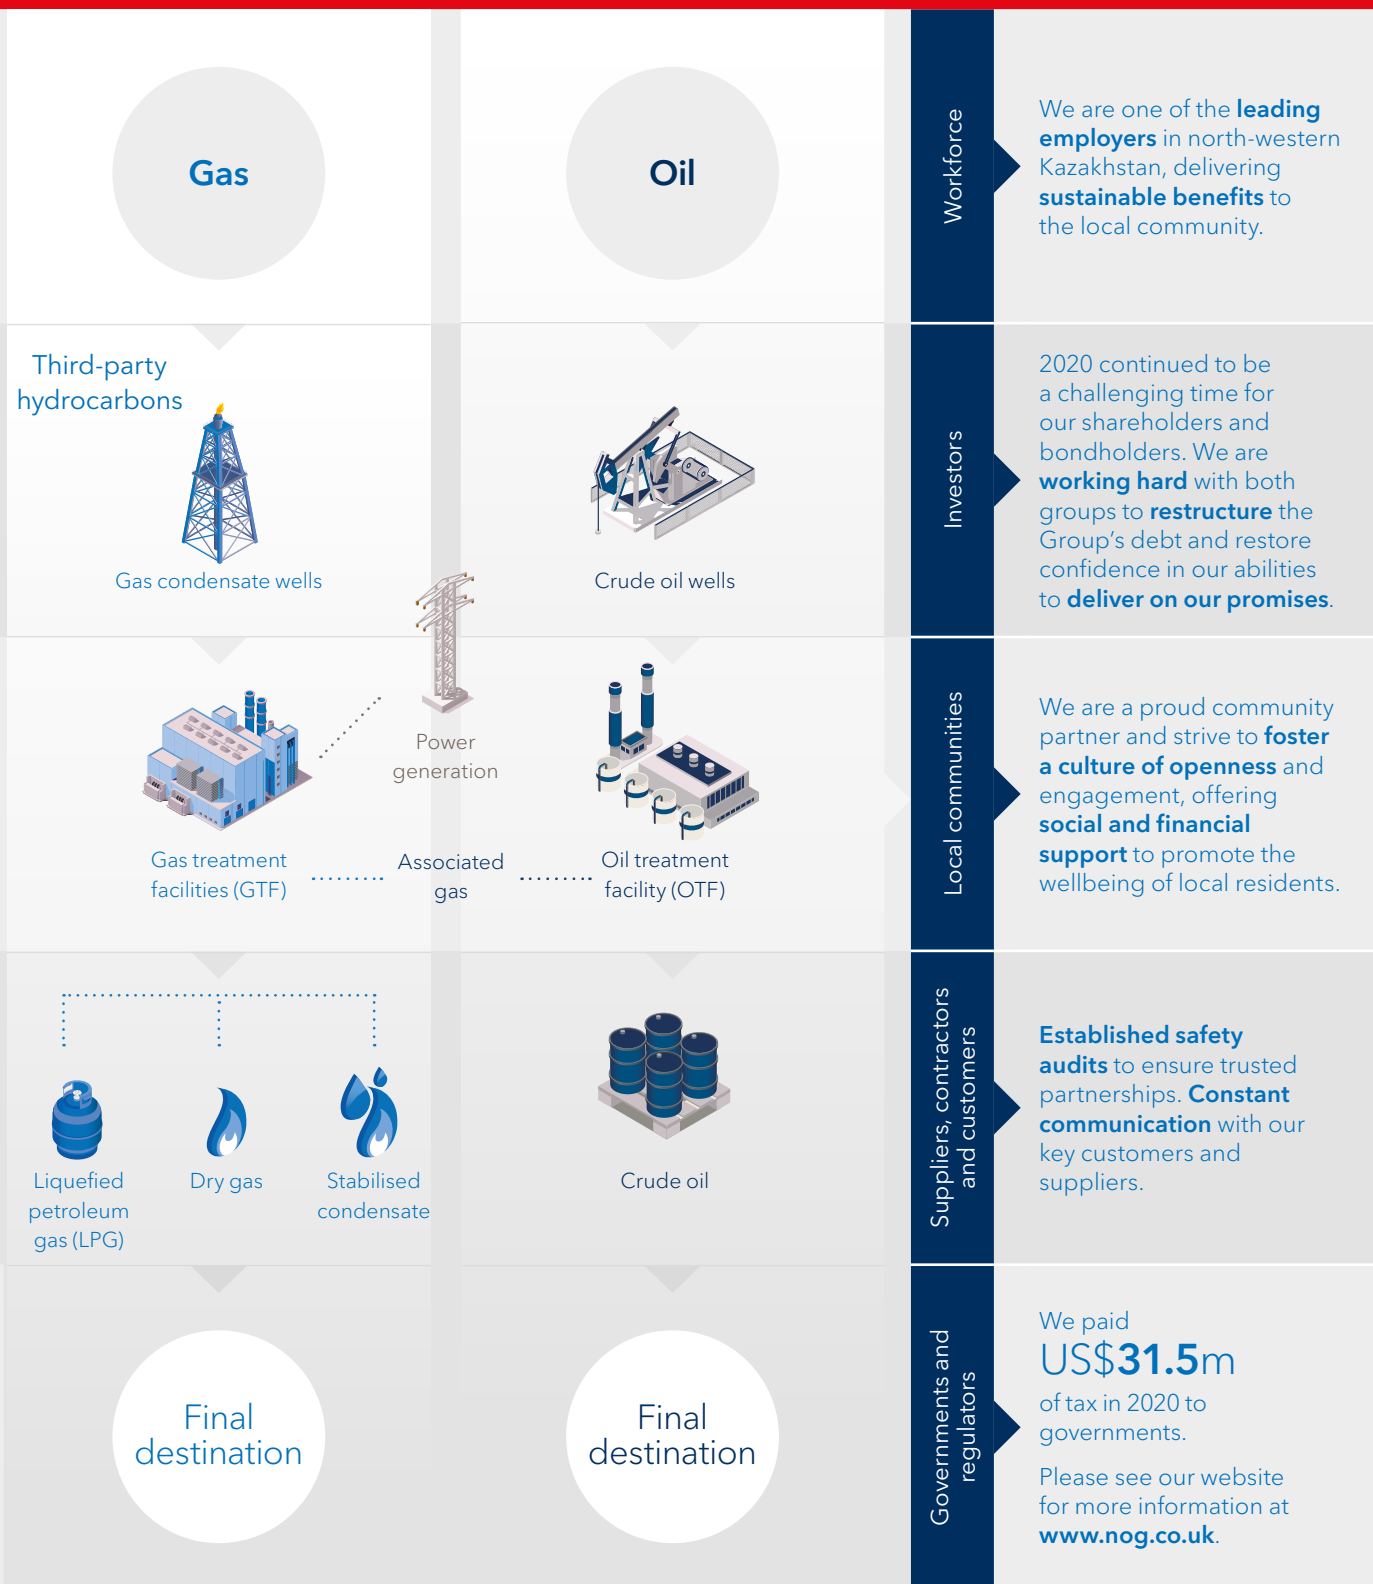 Gas
Oil
Third-party
hydrocarbons
Gas condensate wells
Crude oil wells
Power
generation
Gas treatment
facilities (GTF)
Associated
gas
Oil treatment
facility (OTF)
Liquefied
petroleum
gas (LPG)
Dry gas
Stabilised
condensate
Crude oil
Final
destination
Final
destination
Workforce
We are one of the leading
employers in north-western
Kazakhstan, delivering
sustainable benefits to
the local community.
Investors
2020 continued to be
a challenging time for
our shareholders and
bondholders. We are
working hard with both
groups to restructure the
Group’s debt and restore
confidence in our abilities
to deliver on our promises.
Local communities
We are a proud community
partner and strive to foster
a culture of openness and
engagement, offering
social and financial
support to promote the
wellbeing of local residents.
Suppliers, contractors
and customers
Established safety
audits to ensure trusted
partnerships. Constant
communication with our
key customers and
suppliers.
Governments and
regulators
We paid
US$31.5m
of tax in 2020 to
governments.
Please see our website
for more information at
www.nog.co.uk.